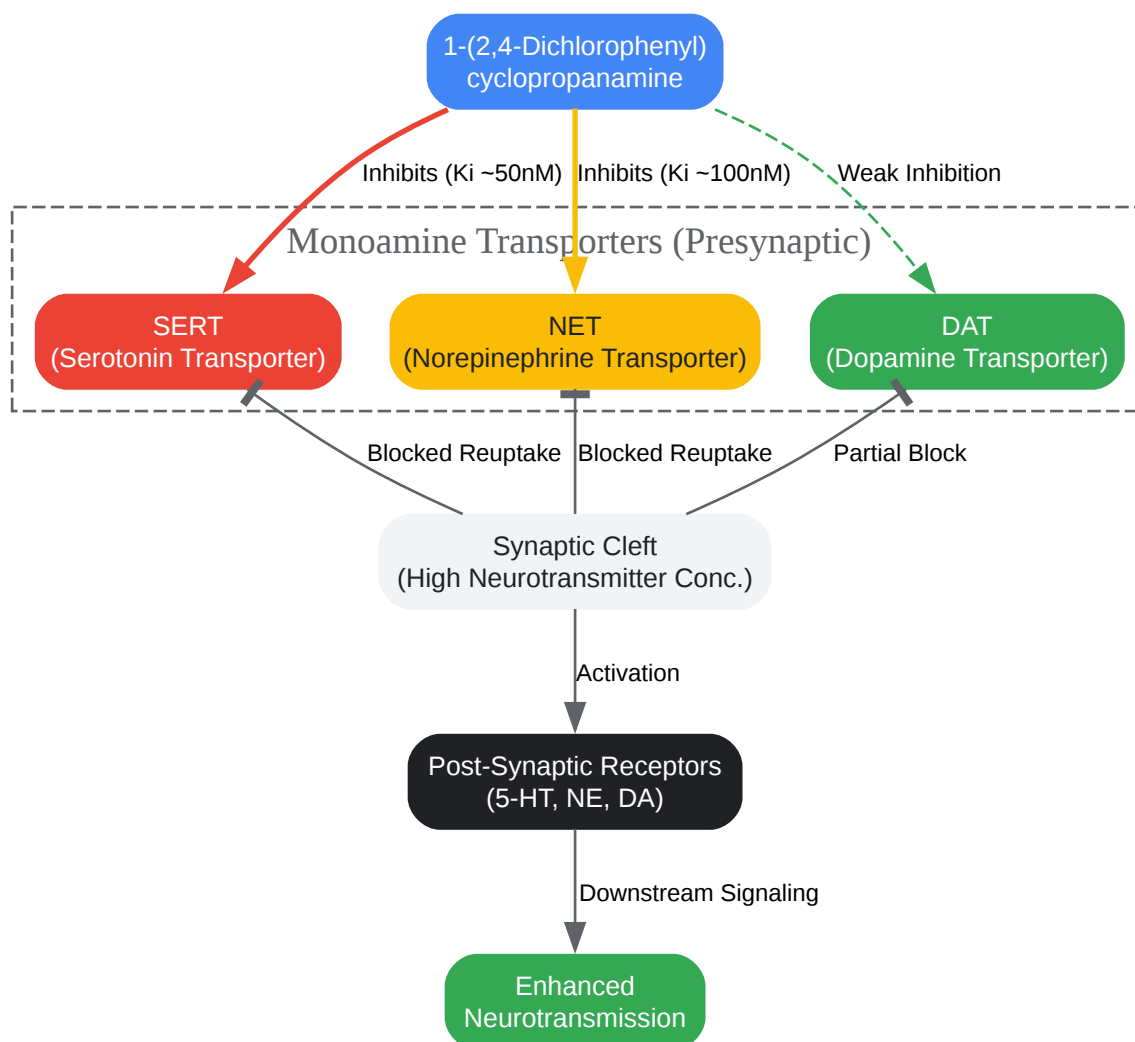 1-(2,4-Dichlorophenyl)
cyclopropanamine
Inhibits (Ki ~50nM)
Inhibits (Ki ~100nM)
Weak Inhibition
Monoamine Transporters (Presynaptic)
SERT
(Serotonin Transporter)
NET
(Norepinephrine Transporter)
DAT
(Dopamine Transporter)
Blocked Reuptake
Blocked Reuptake
Partial Block
Synaptic Cleft
(High Neurotransmitter Conc.)
Activation
Post-Synaptic Receptors
(5-HT, NE, DA)
Downstream Signaling
Enhanced
Neurotransmission